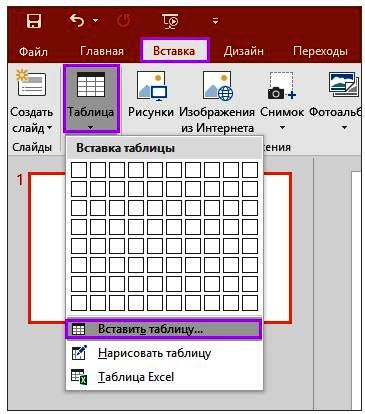 Файл Главная Вставка Дизайн Переходы
Создать слайд
Таблица
Рисунки
Изображения из Интернета
Снимок
Фотоальб
Слайды
жения
Вставка таблицы
1
Вставить таблицу...
Нарисовать таблицу
Таблица Excel